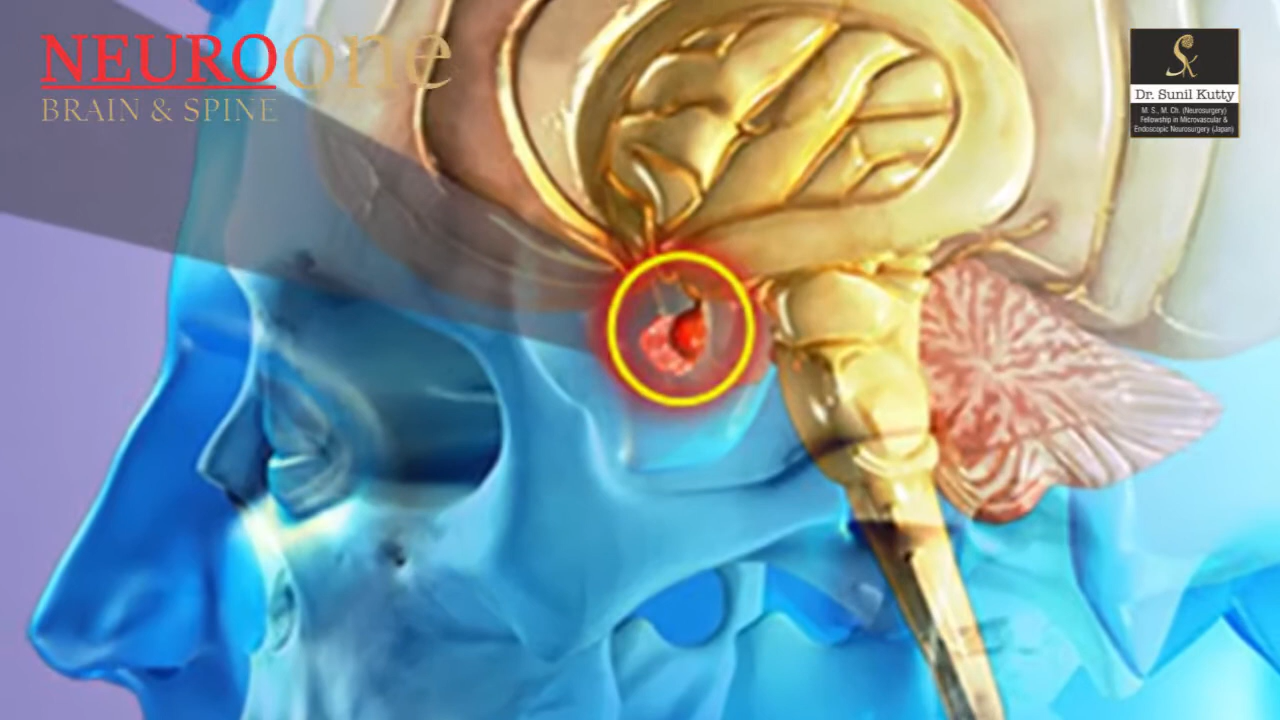 NEUROone
BRAIN & SPINE
Dr. Sunil Kutty
M. S., M. Ch. (Neurosurgery)
Fellowship in Microvascular &
Endoscopic Neurosurgery (Japan)